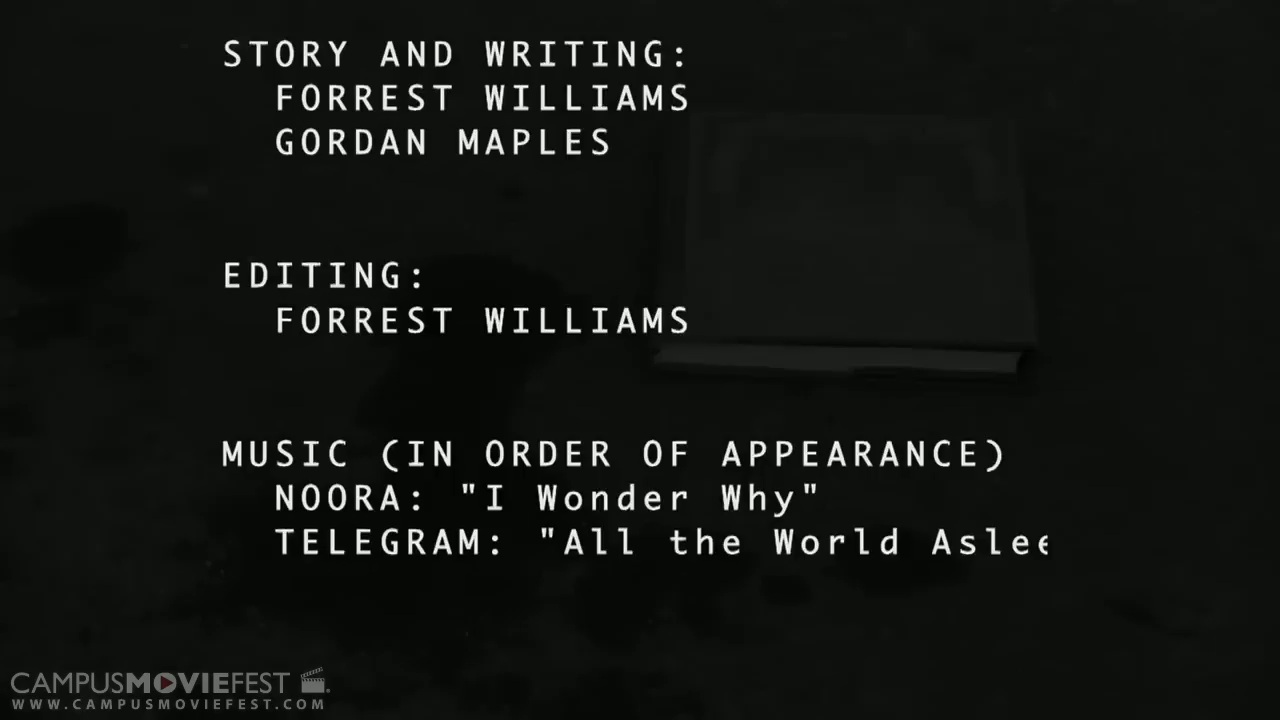 STORY AND WRITING:
FORREST WILLIAMS
GORDAN MAPLES
EDITING:
FORREST WILLIAMS
MUSIC (IN ORDER OF APPEARANCE)
NOORA: "I Wonder Why"
TELEGRAM: "All the World Aslee
CAMPUSMOVIEFEST
WWW.CAMPUSMOVIEFEST.COM